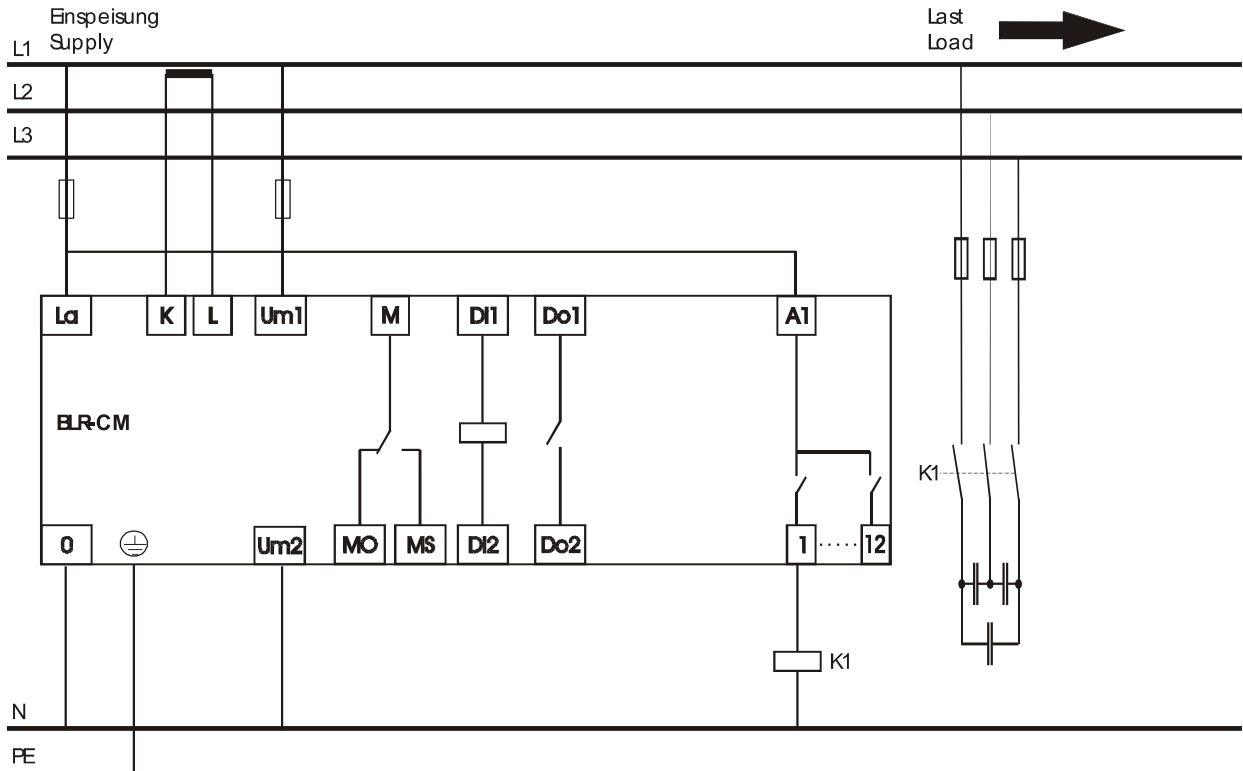 Einspeisung
Supply
Last
Load
L1
L2
L3
La
K
L
Um1
M
DI1
Do1
A1
BLR-CM
K1
0
Um2
MO
MS
DI2
Do2
1 ..... 12
K1
N
PE